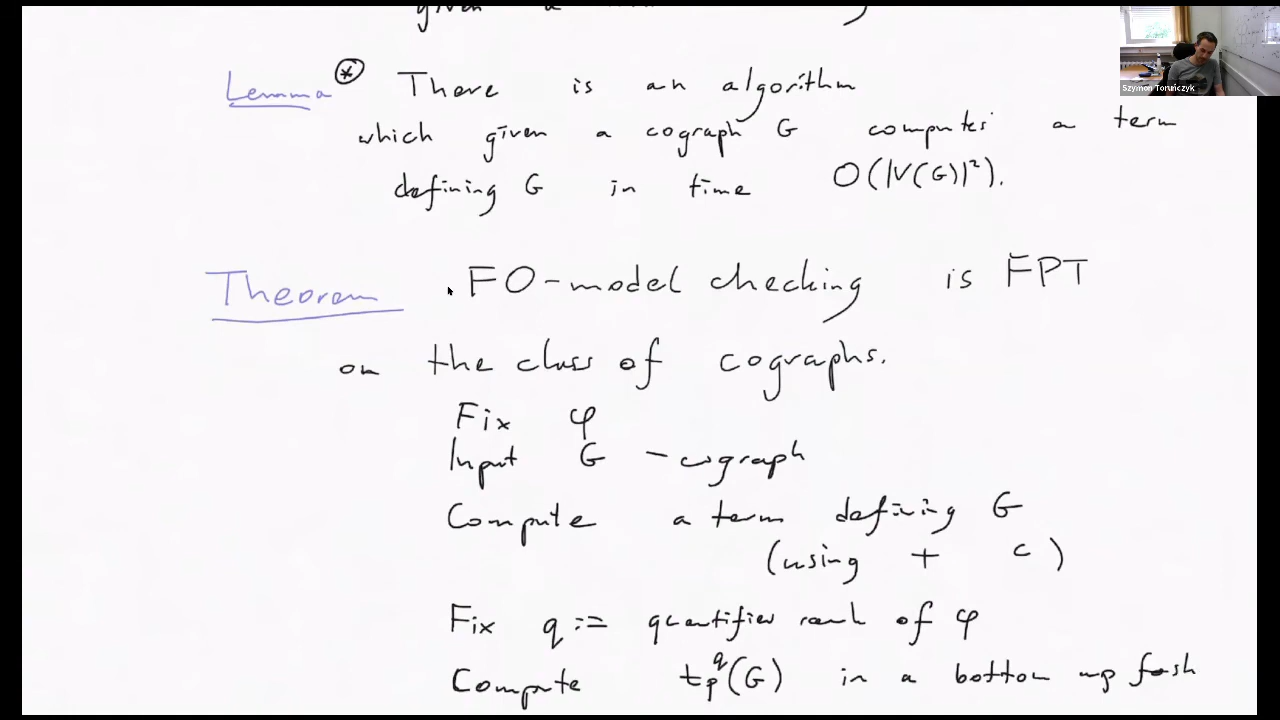 given a
Lemma (*) There is an algorithm
which given a cograph G computes a term
defining G in time O(|V(G)|²).
Theorem . FO-model checking is FPT
on the class of cographs.
Fix φ
Input G - cograph
Compute a term defining G
(using + c)
Fix q := quantifier rank of φ
Compute tp^q(G) in a bottom up fash
Szymon Toruńczyk